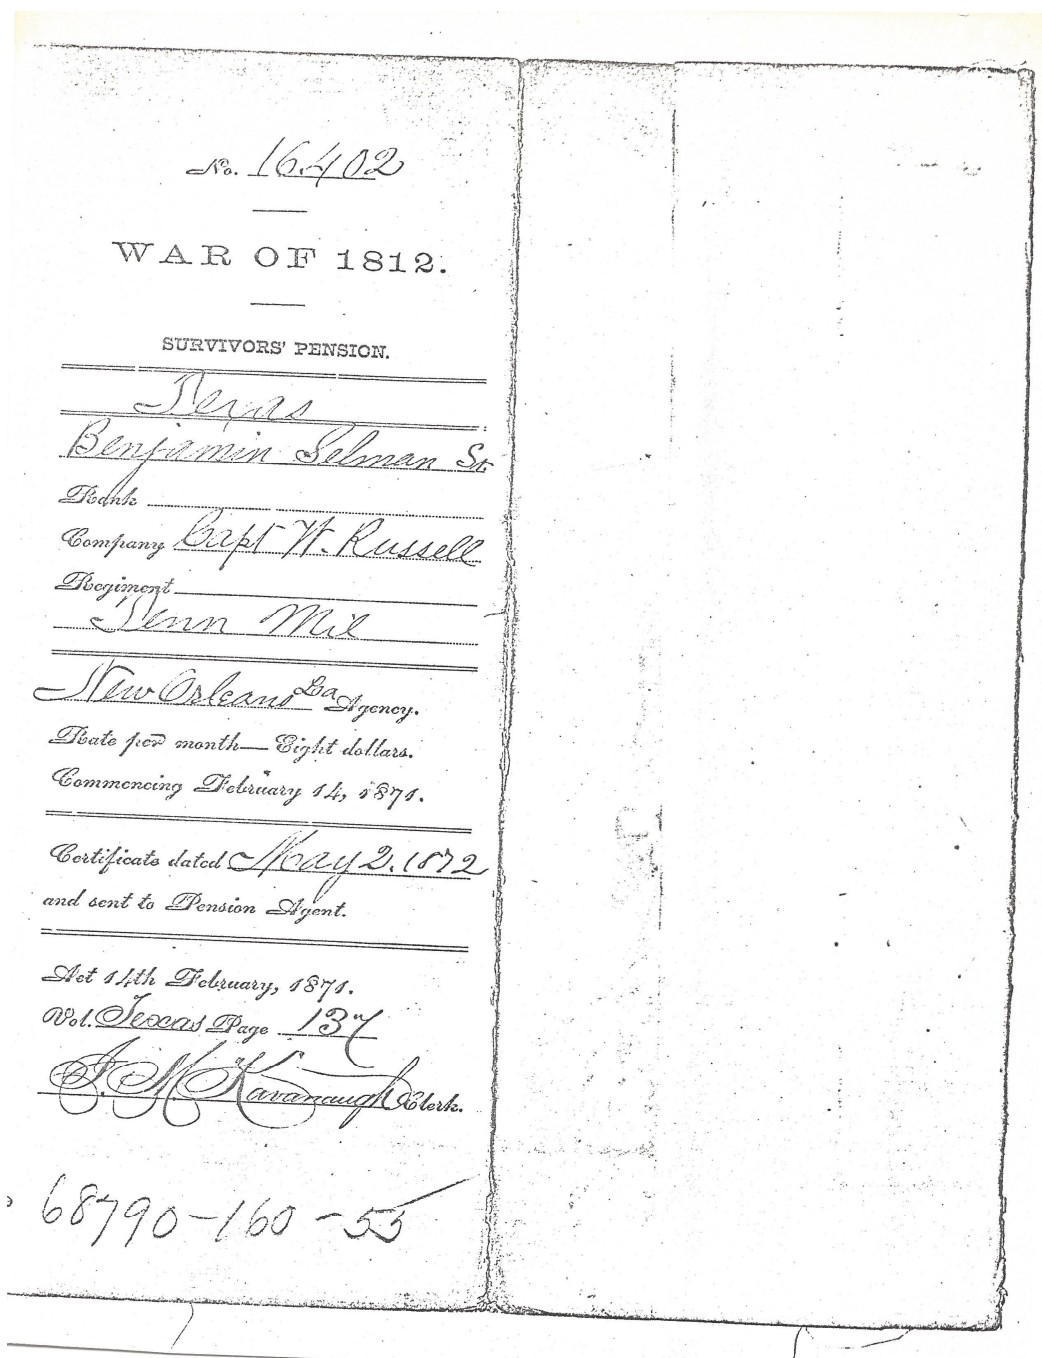 No. 16402
WAR OF 1812.
SURVIVORS' PENSION.
Texas
Benjamin Selman Sr.
Rank
Company Capt W. Russell
Regiment
Tenn Mil
New Orleans La Agency.
Rate per month— Eight dollars.
Commencing February 14, 1871.
Certificate dated May 2. 1872
and sent to Pension Agent.
Act 14th February, 1871.
Vol. Texas Page 137
J. M. Kavanaugh Clerk.
68790-160-55